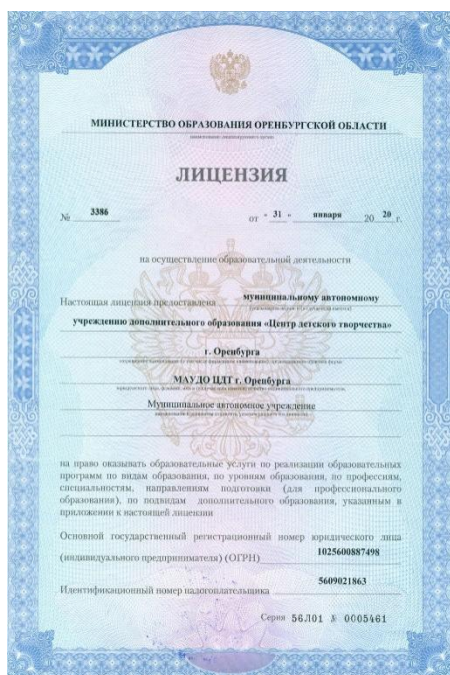 МИНИСТЕРСТВО ОБРАЗОВАНИЯ ОРЕНБУРГСКОЙ ОБЛАСТИ
ЛИЦЕНЗИЯ
№ 3386 от « 31 » января 20 20 г.
на осуществление образовательной деятельности
Настоящая лицензия предоставлена муниципальному автономному
учреждению дополнительного образования «Центр детского творчества»
г. Оренбурга
МАУДО ЦДТ г. Оренбурга
Муниципальное автономное учреждение
на право оказывать образовательные услуги по реализации образовательных
программ по видам образования, по уровням образования, по профессиям,
специальностям, направлениям подготовки (для профессионального
образования), по подвидам дополнительного образования, указанным в
приложении к настоящей лицензии
Основной государственный регистрационный номер юридического лица
(индивидуального предпринимателя) (ОГРН) 1025600887498
Идентификационный номер налогоплательщика 5609021863
Серия 56Л01 № 0005461